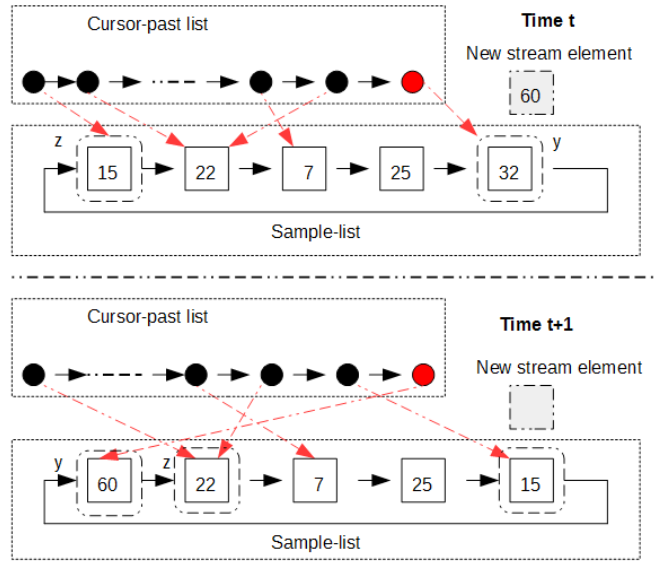 Cursor-past list
Time t
New stream element
60
z
y
15
22
7
25
32
Sample-list
Cursor-past list
Time t+1
New stream element
y
z
60
22
7
25
15
Sample-list